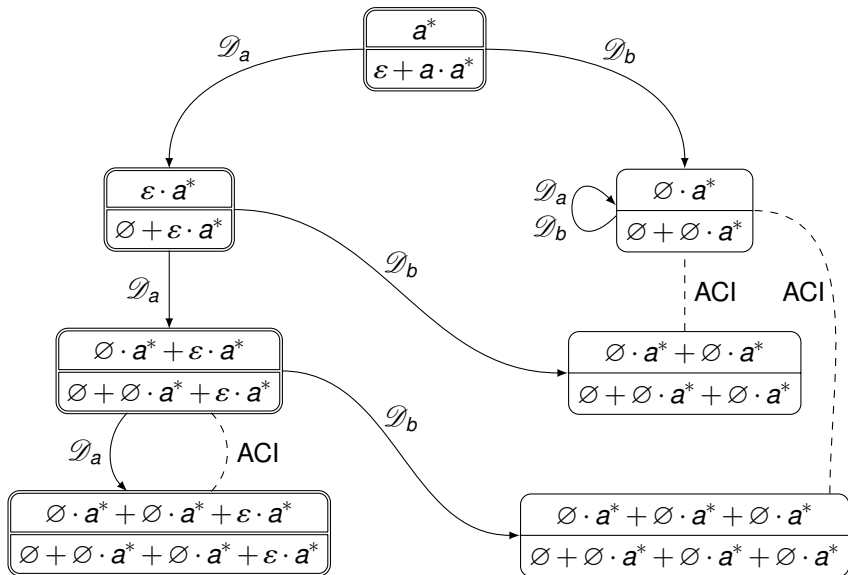 a*
𝒟a
𝒟b
ε + a · a*
ε · a*
∅ · a*
𝒟a
∅ + ε · a*
𝒟b
∅ + ∅ · a*
𝒟b
𝒟a
ACI
ACI
∅ · a* + ε · a*
∅ · a* + ∅ · a*
∅ + ∅ · a* + ε · a*
∅ + ∅ · a* + ∅ · a*
𝒟b
𝒟a
ACI
∅ · a* + ∅ · a* + ε · a*
∅ · a* + ∅ · a* + ∅ · a*
∅ + ∅ · a* + ∅ · a* + ε · a*
∅ + ∅ · a* + ∅ · a* + ∅ · a*